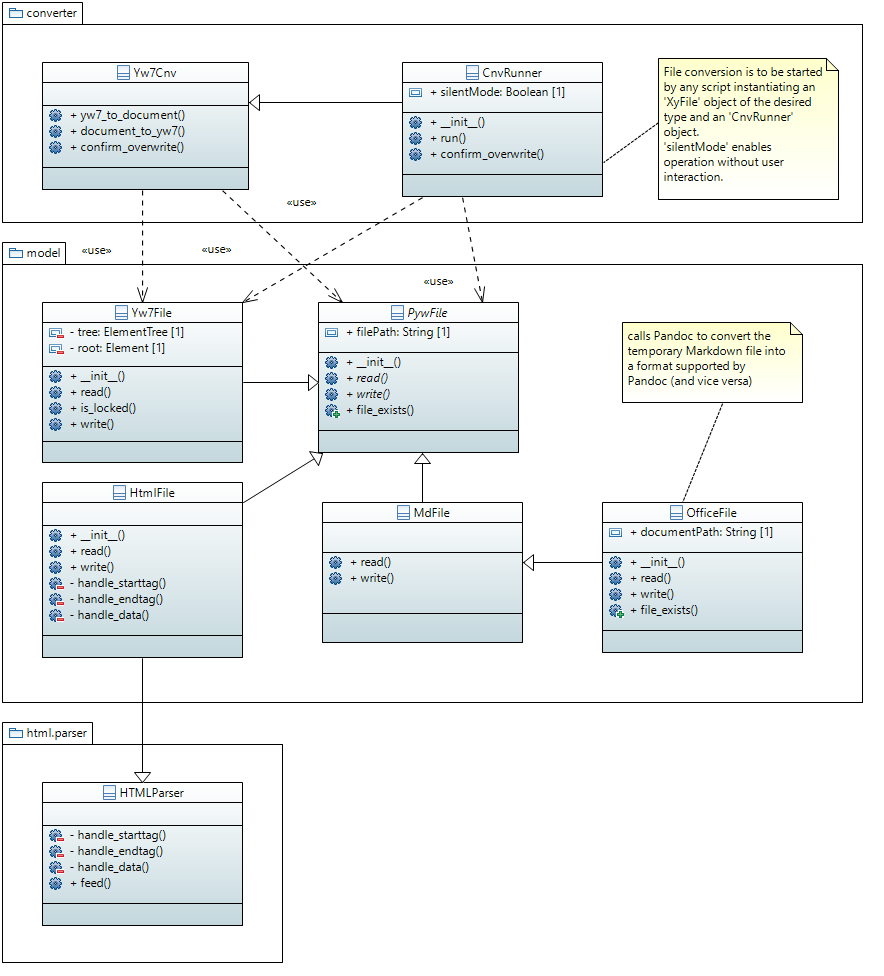 converter
Yw7Cnv
+ yw7_to_document()
+ document_to_yw7()
+ confirm_overwrite()
CnvRunner
+ silentMode: Boolean [1]
+ __init__()
+ run()
+ confirm_overwrite()
File conversion is to be started
by any script instantiating an
'XyFile' object of the desired
type and an 'CnvRunner'
object.
'silentMode' enables
operation without user
interaction.
«use»
«use»
«use»
«use»
model
Yw7File
- tree: ElementTree [1]
- root: Element [1]
+ __init__()
+ read()
+ is_locked()
+ write()
PywFile
+ filePath: String [1]
+ __init__()
+ read()
+ write()
+ file_exists()
calls Pandoc to convert the
temporary Markdown file into
a format supported by
Pandoc (and vice versa)
HtmlFile
+ __init__()
+ read()
+ write()
- handle_starttag()
- handle_endtag()
- handle_data()
MdFile
+ read()
+ write()
OfficeFile
+ documentPath: String [1]
+ __init__()
+ read()
+ write()
+ file_exists()
html.parser
HTMLParser
- handle_starttag()
- handle_endtag()
- handle_data()
+ feed()